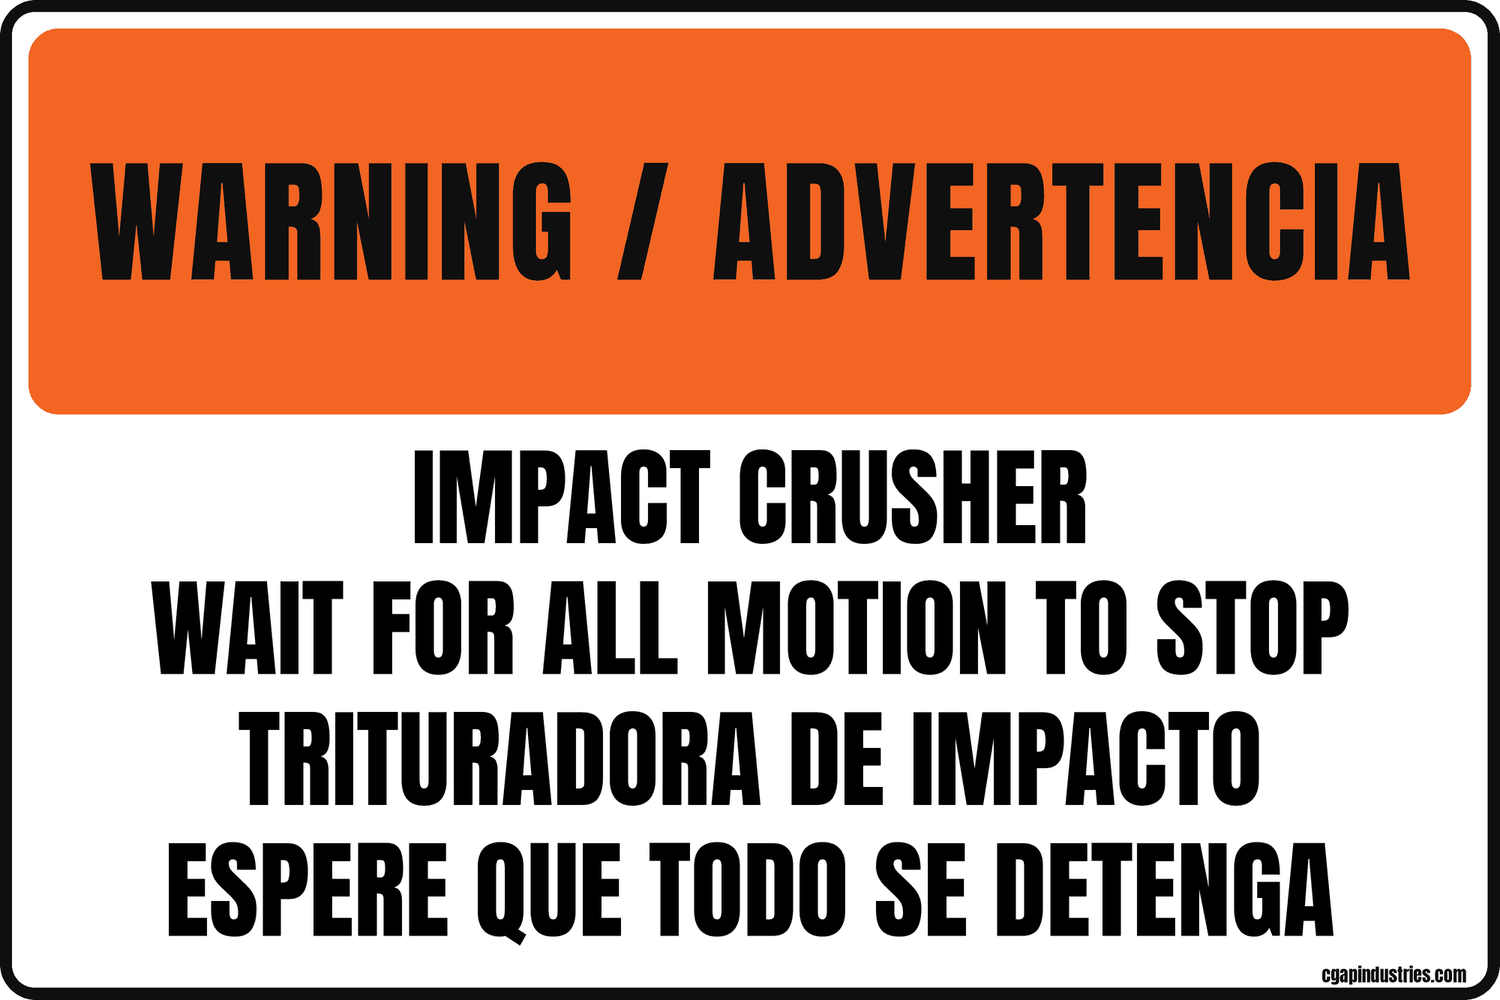 WARNING / ADVERTENCIA
IMPACT CRUSHER
WAIT FOR ALL MOTION TO STOP
TRITURADORA DE IMPACTO
ESPERE QUE TODO SE DETENGA
cgapindustries.com